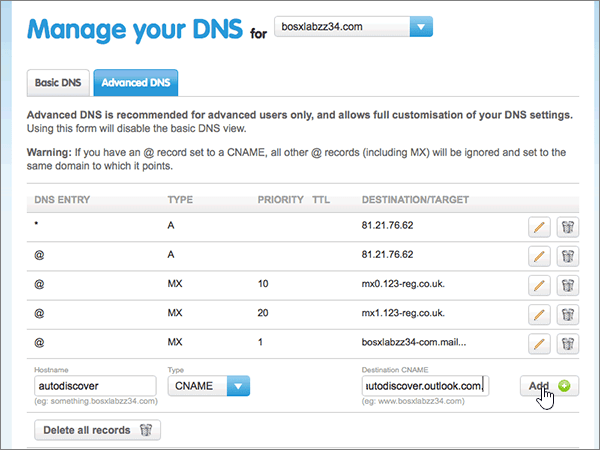 Manage your DNS for bosxlabzz34.com
Basic DNS Advanced DNS
Advanced DNS is recommended for advanced users only, and allows full customisation of your DNS settings.
Using this form will disable the basic DNS view.
Warning: If you have an @ record set to a CNAME, all other @ records (including MX) will be ignored and set to the
same domain to which it points.
DNS ENTRY TYPE PRIORITY TTL DESTINATION/TARGET
* A 81.21.76.62
@ A 81.21.76.62
@ MX 10 mx0.123-reg.co.uk.
@ MX 20 mx1.123-reg.co.uk.
@ MX 1 bosxlabzz34-com.mail...
Hostname Type Destination CNAME
autodiscover CNAME utodiscover.outlook.com. Add
(eg: something.bosxlabzz34.com) (eg: www.bosxlabzz34.com)
Delete all records